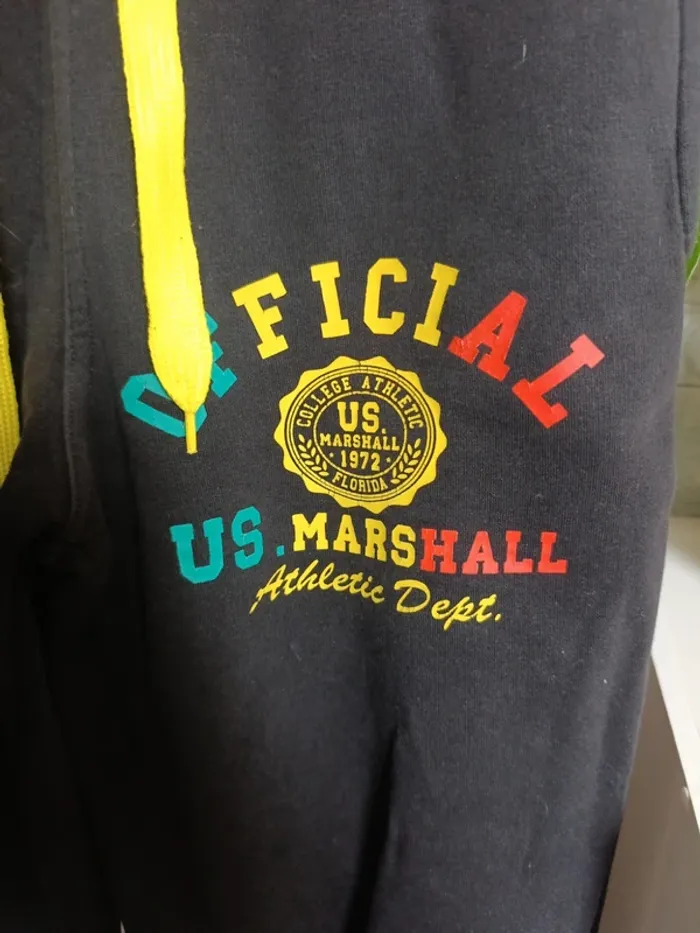 OFFICIAL
COLLEGE ATHLETIC
US.
MARSHALL
• 1972 •
FLORIDA
US.MARSHALL
Athletic Dept.